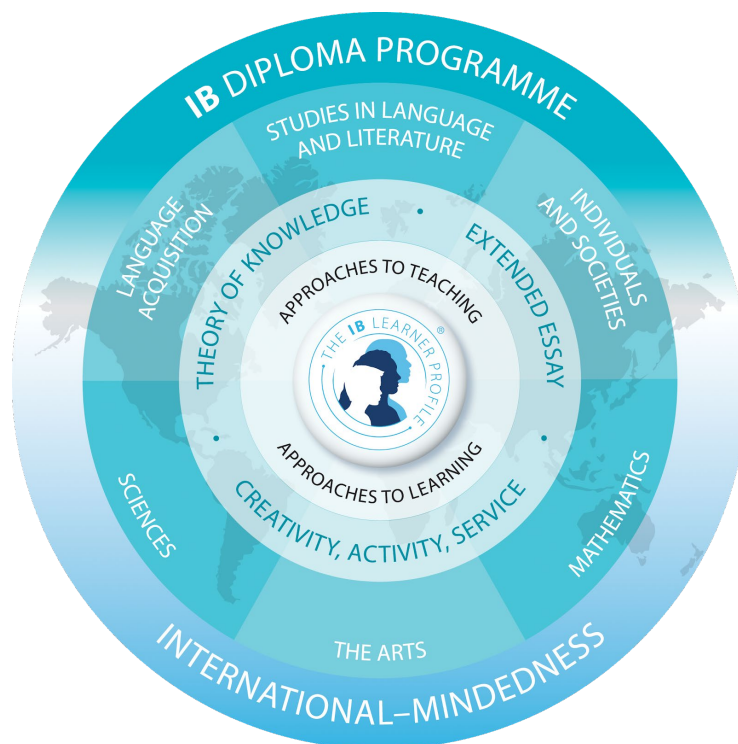 IB DIPLOMA PROGRAMME
STUDIES IN LANGUAGE
AND LITERATURE
LANGUAGE
ACQUISITION
INDIVIDUALS
AND SOCIETIES
THEORY OF KNOWLEDGE
•
EXTENDED ESSAY
APPROACHES TO TEACHING
THE IB LEARNER PROFILE
®
APPROACHES TO LEARNING
•
CREATIVITY, ACTIVITY, SERVICE
•
SCIENCES
MATHEMATICS
THE ARTS
INTERNATIONAL–MINDEDNESS